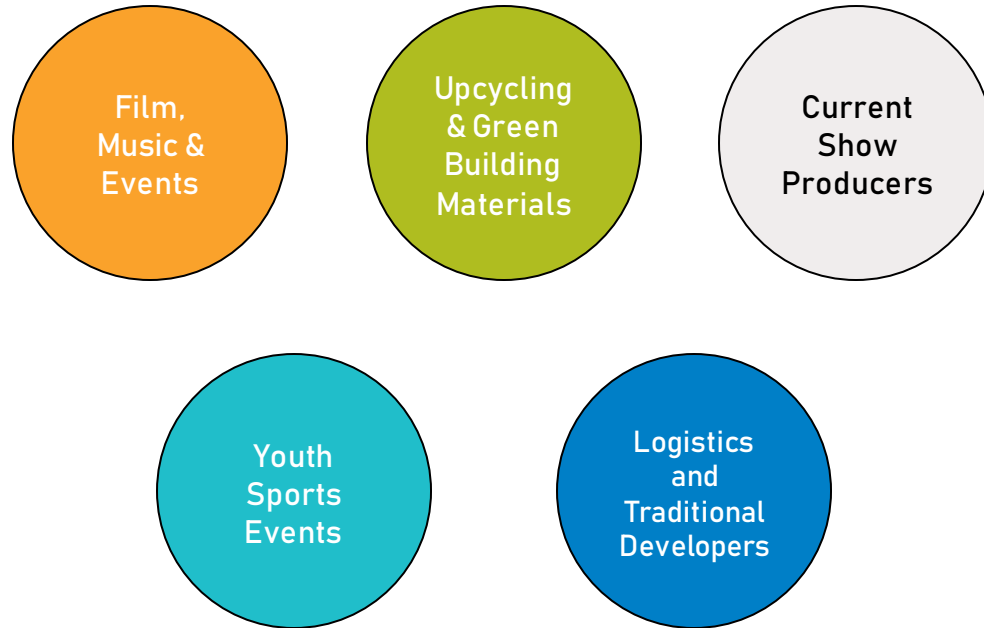 Film,
Music &
Events
Upcycling
& Green
Building
Materials
Current
Show
Producers
Youth
Sports
Events
Logistics
and
Traditional
Developers